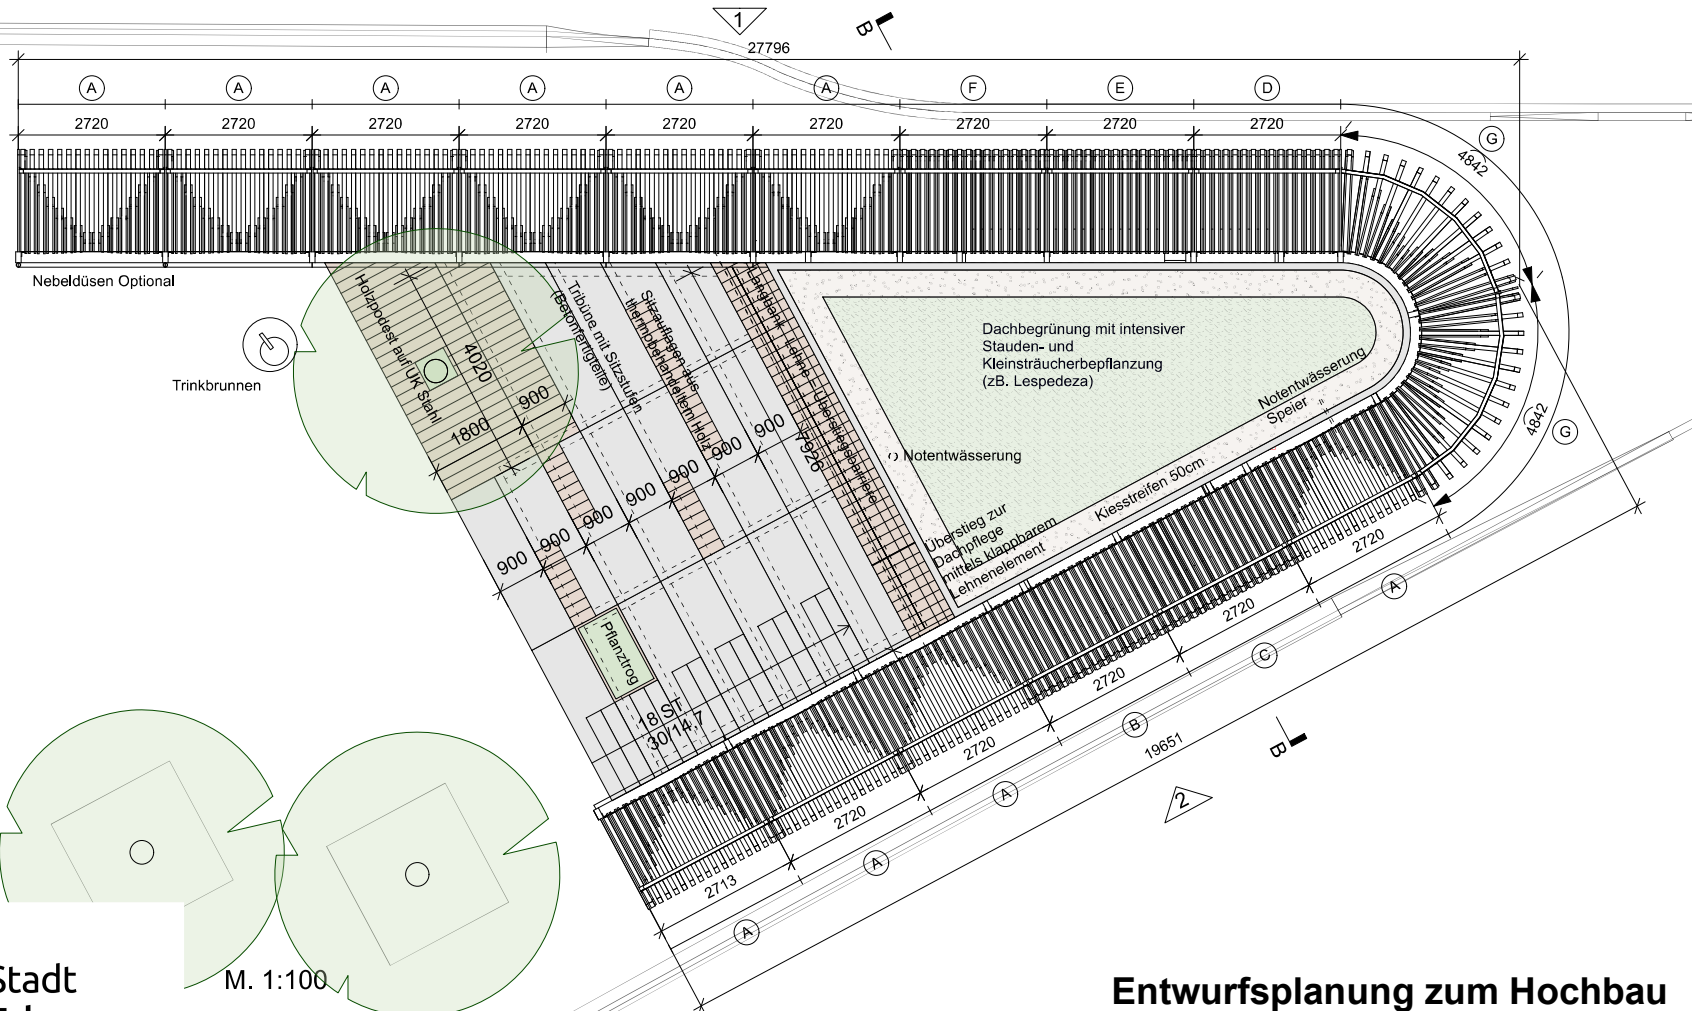 1
B
27796
A
A
A
A
A
A
F
E
D
G
2720
2720
2720
2720
2720
2720
2720
2720
2720
4842
Nebeldüsen Optional
Trinkbrunnen
Holzpodest auf UK Stahl
4020
1800
900
Tribüne mit Sitzstufen
(Betonfertigteile)
Sitzauflagen aus
thermobehandeltem Holz
Langbank
Lehne - Überstiegsbarriere
7926
900
900
900
900
900
900
Dachbegrünung mit intensiver
Stauden- und
Kleinsträucherbepflanzung
(zB. Lespedeza)
Notentwässerung
Speier
Notentwässerung
Kiesstreifen 50cm
Überstieg zur
Dachpflege
mittels klappbarem
Lehnenelement
4842
G
Pflanztrog
18 ST
30/14,7
2720
2720
2720
2720
2720
2713
A
C
B
A
A
A
19651
B
2
Stadt
M. 1:100
Entwurfsplanung zum Hochbau